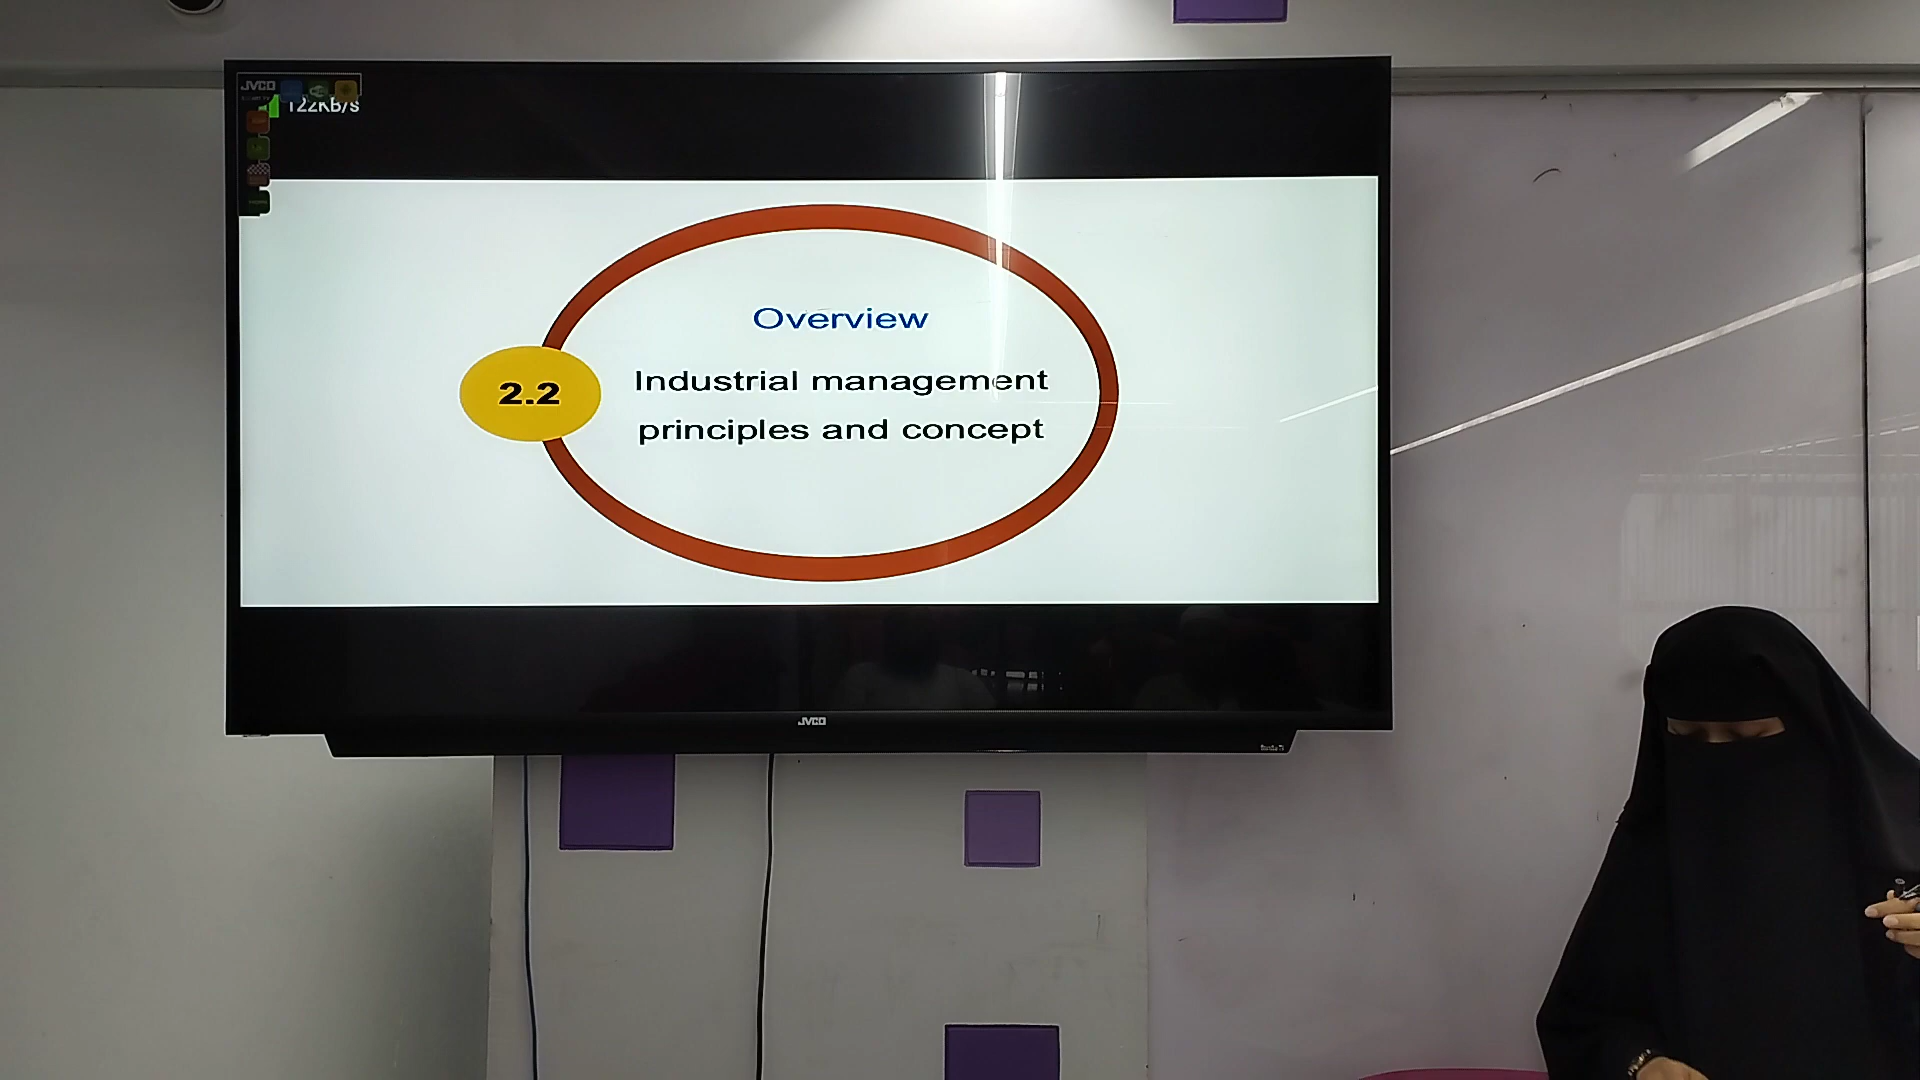 JVCO
122KB/s
Overview
2.2
Industrial management
principles and concept
JVCO